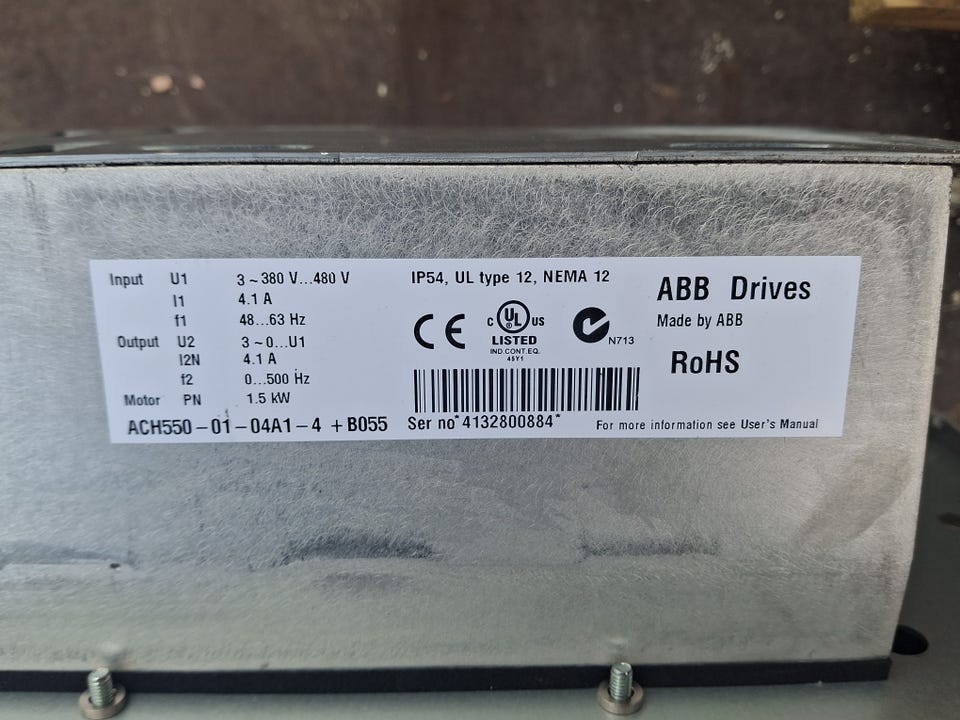 Input U1 3~380 V...480 V
I1 4.1 A
f1 48...63 Hz
Output U2 3~0...U1
I2N 4.1 A
f2 0...500 Hz
Motor PN 1.5 kW
ACH550-01-04A1-4 +B055
IP54, UL type 12, NEMA 12
CE
C UL US
LISTED
IND.CONT.EQ.
45Y1
N713
Ser no*4132800884*
ABB Drives
Made by ABB
RoHS
For more information see User's Manual